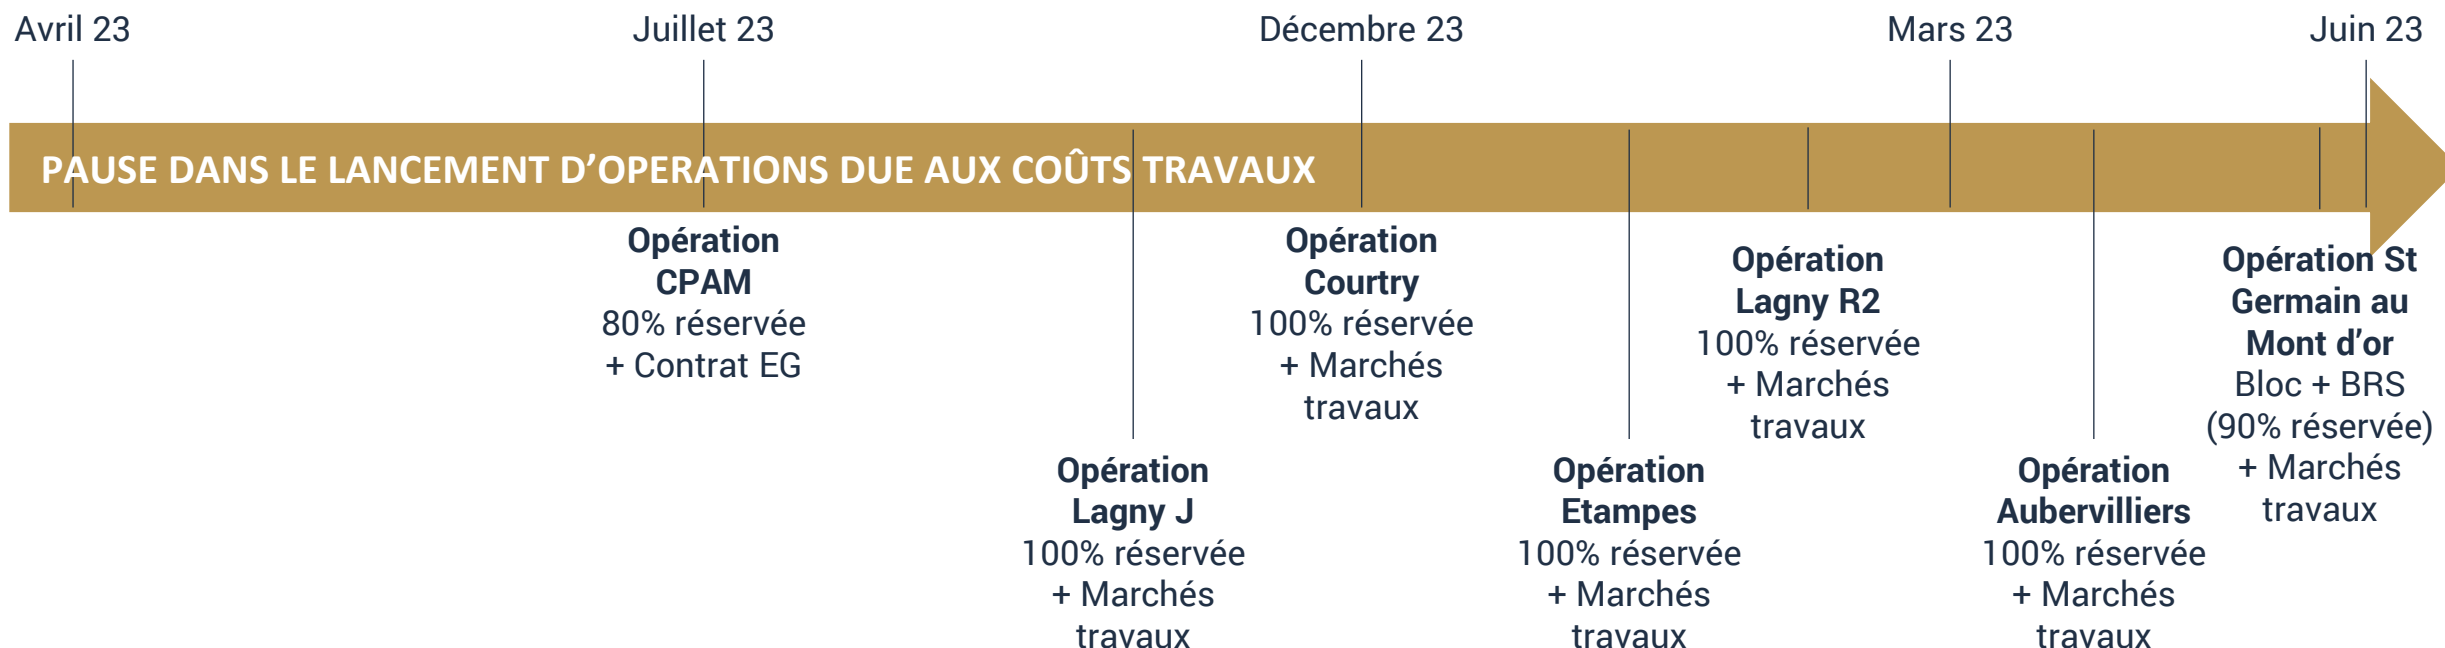 Avril 23
Juillet 23
Décembre 23
Mars 23
Juin 23
PAUSE DANS LE LANCEMENT D’OPERATIONS DUE AUX COÛTS TRAVAUX
Opération
CPAM
80% réservée
+ Contrat EG
Opération
Lagny J
100% réservée
+ Marchés
travaux
Opération
Courtry
100% réservée
+ Marchés
travaux
Opération
Etampes
100% réservée
+ Marchés
travaux
Opération
Lagny R2
100% réservée
+ Marchés
travaux
Opération
Aubervilliers
100% réservée
+ Marchés
travaux
Opération St
Germain au
Mont d’or
Bloc + BRS
(90% réservée)
+ Marchés
travaux